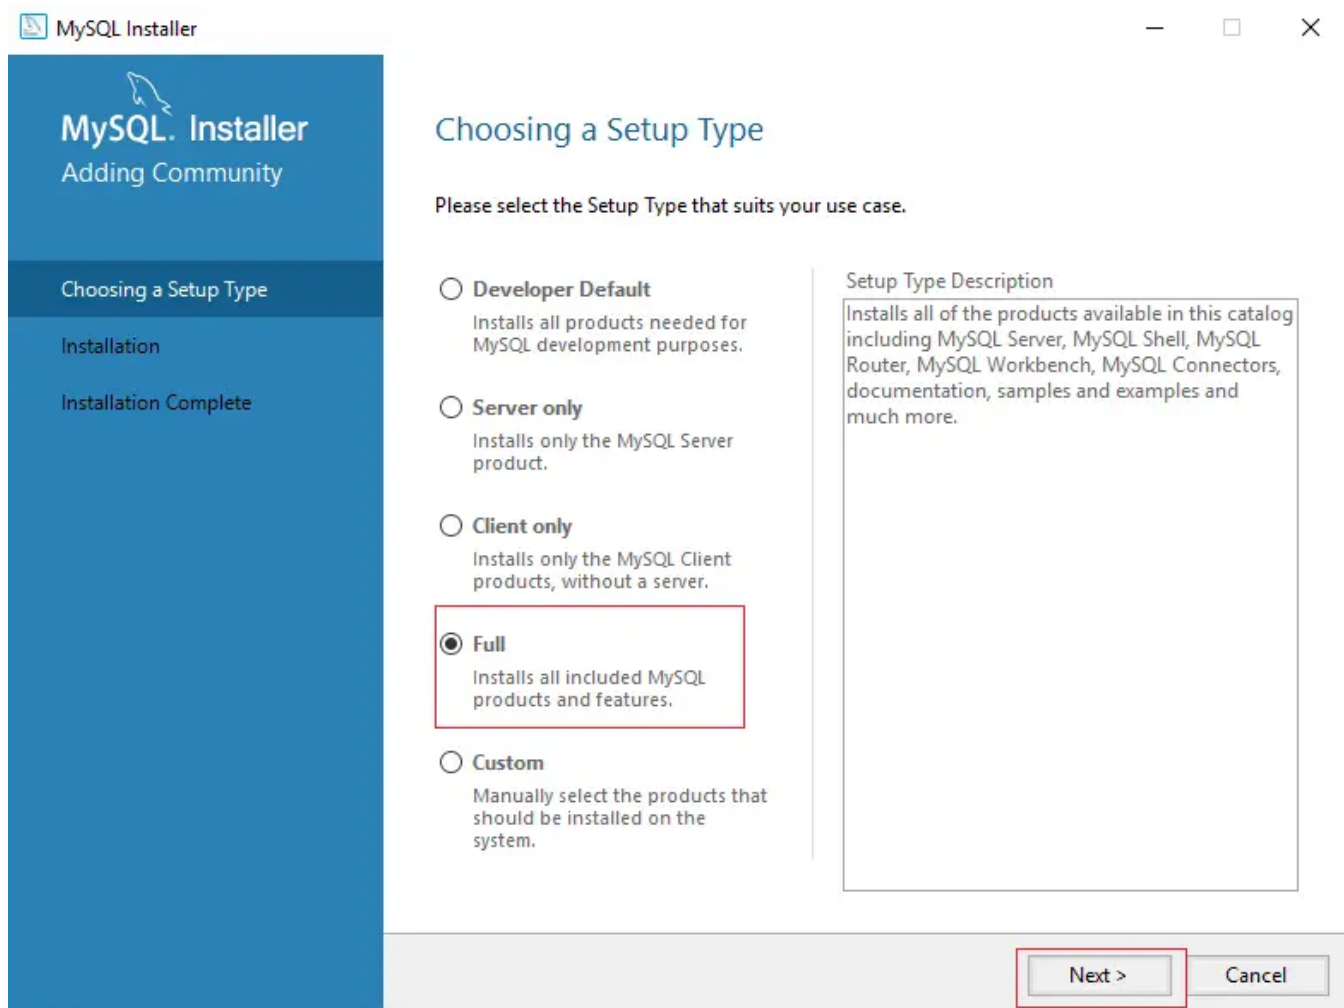 MySQL Installer
MySQL. Installer
Adding Community
Choosing a Setup Type
Installation
Installation Complete
Choosing a Setup Type
Please select the Setup Type that suits your use case.
Developer Default
Installs all products needed for
MySQL development purposes.
Server only
Installs only the MySQL Server
product.
Client only
Installs only the MySQL Client
products, without a server.
Full
Installs all included MySQL
products and features.
Custom
Manually select the products that
should be installed on the
system.
Setup Type Description
Installs all of the products available in this catalog
including MySQL Server, MySQL Shell, MySQL
Router, MySQL Workbench, MySQL Connectors,
documentation, samples and examples and
much more.
Next >
Cancel